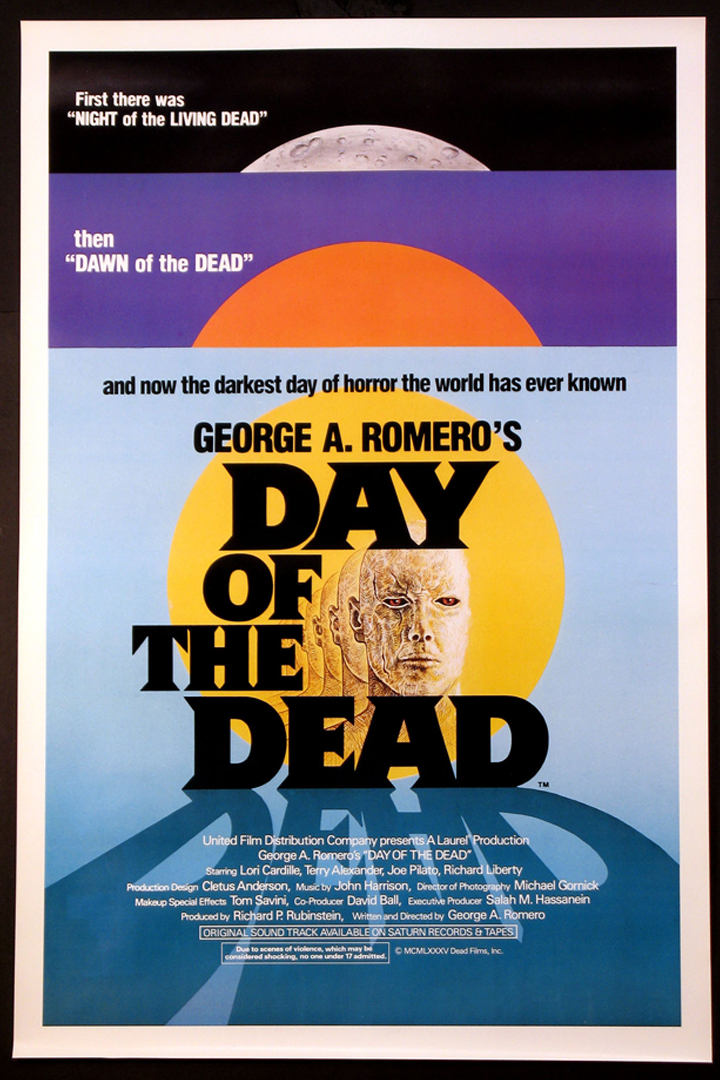 First there was
"NIGHT of the LIVING DEAD"
then
"DAWN of the DEAD"
and now the darkest day of horror the world has ever known
GEORGE A. ROMERO'S
DAY
OF
THE
DEAD™
United Film Distribution Company presents A Laurel Production
George A. Romero's "DAY OF THE DEAD"
Starring Lori Cardille, Terry Alexander, Joe Pilato, Richard Liberty
Production Design Cletus Anderson, Music by John Harrison, Director of Photography Michael Gornick
Makeup Special Effects Tom Savini, Co-Producer David Ball, Executive Producer Salah M. Hassanein
Produced by Richard P. Rubinstein, Written and Directed by George A. Romero
ORIGINAL SOUND TRACK AVAILABLE ON SATURN RECORDS & TAPES
Due to scenes of violence, which may be
considered shocking, no one under 17 admitted.
© MCMLXXXV Dead Films, Inc.